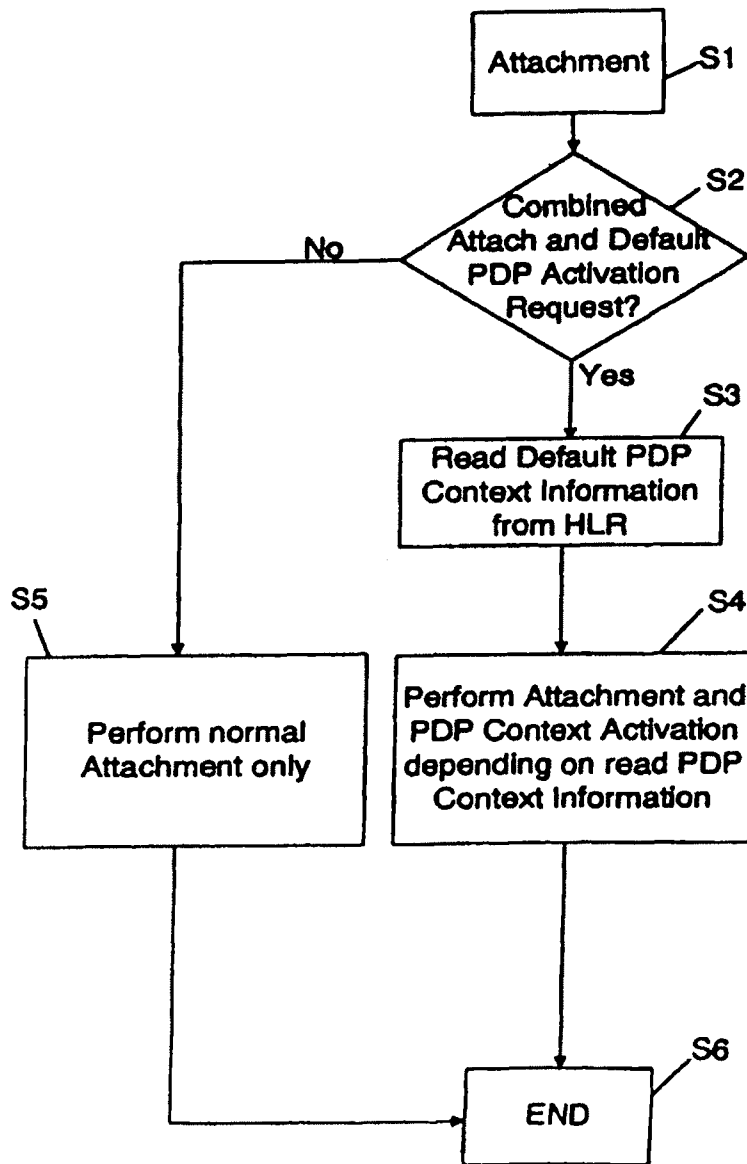 Attachment
S1
S2
Combined
Attach and Default
PDP Activation
Request?
No
Yes
S3
Read Default PDP
Context Information
from HLR
S5
S4
Perform normal
Attachment only
Perform Attachment and
PDP Context Activation
depending on read PDP
Context Information
S6
END